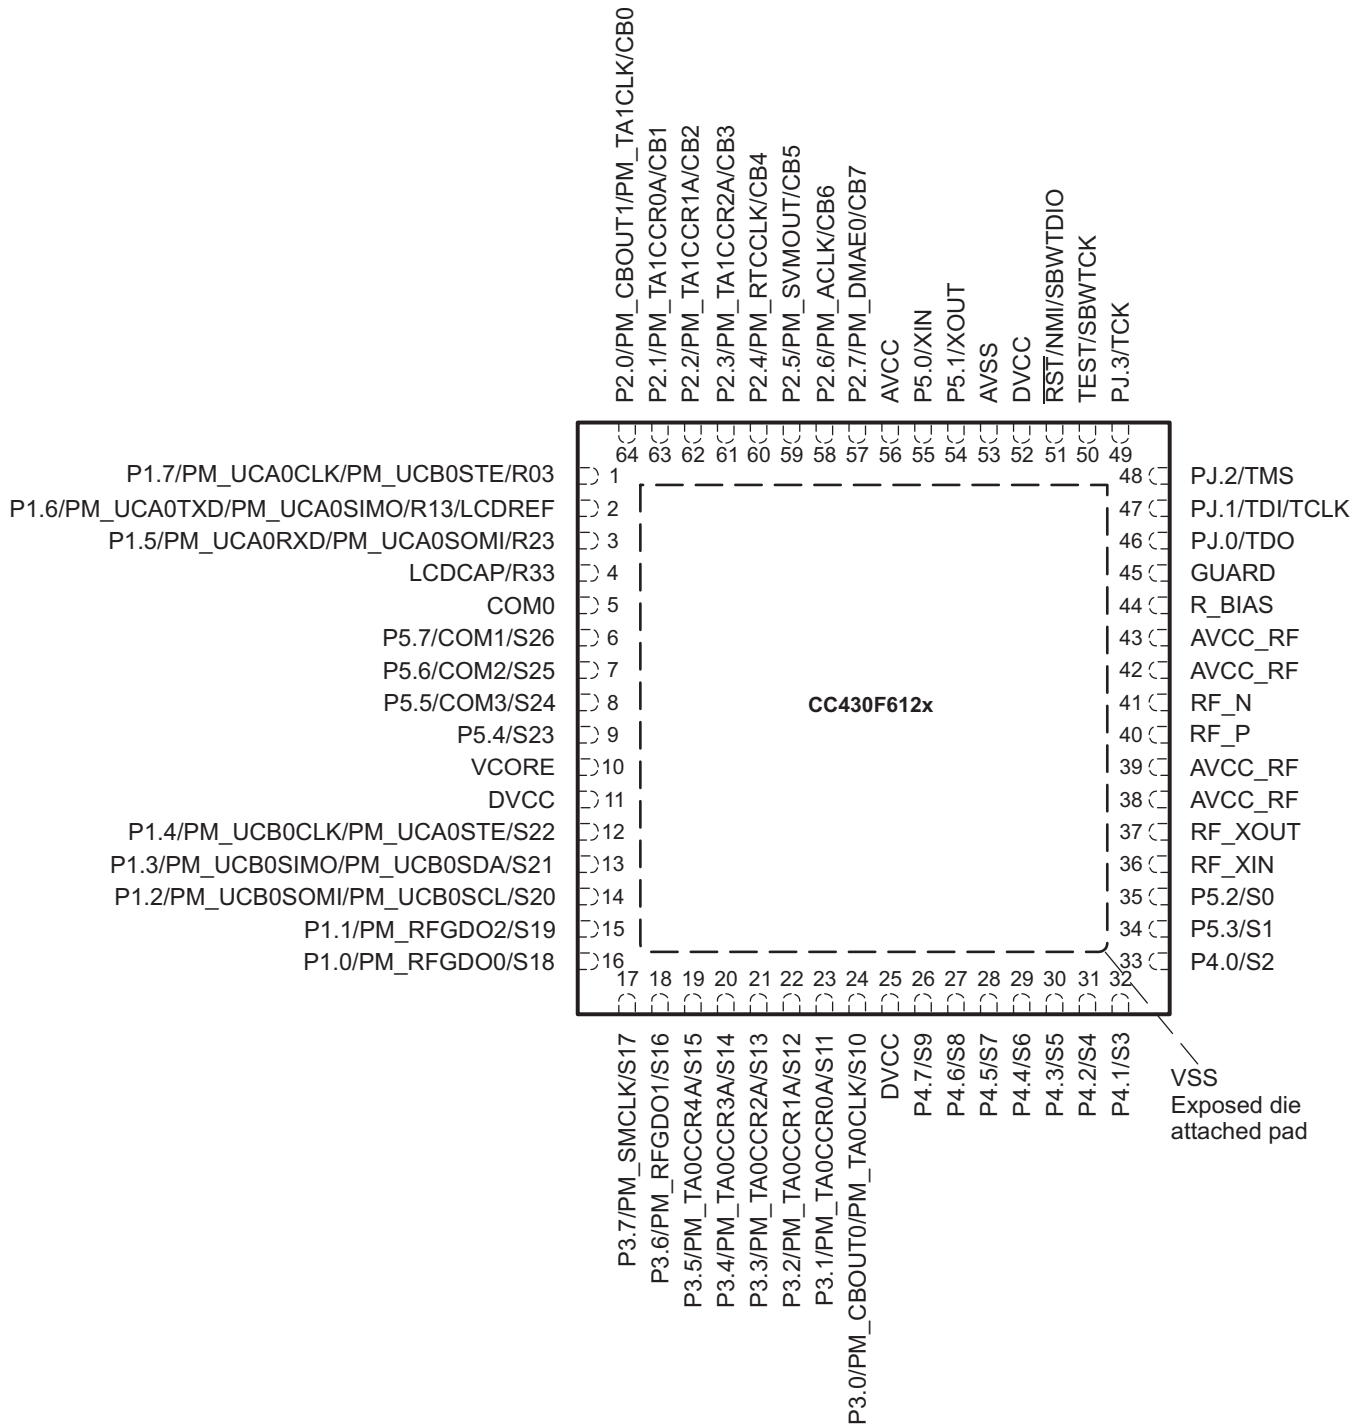 P2.0/PM_CBOUT1/PM_TA1CLK/CB0
P2.1/PM_TA1CCR0A/CB1
P2.2/PM_TA1CCR1A/CB2
P2.3/PM_TA1CCR2A/CB3
P2.4/PM_RTCCLK/CB4
P2.5/PM_SVMOUT/CB5
P2.6/PM_ACLK/CB6
P2.7/PM_DMAE0/CB7
AVCC
P5.0/XIN
P5.1/XOUT
AVSS
DVCC
RST/NMI/SBWTDIO
TEST/SBWTCK
PJ.3/TCK
64 63 62 61 60 59 58 57 56 55 54 53 52 51 50 49
P1.7/PM_UCA0CLK/PM_UCB0STE/R03 1
P1.6/PM_UCA0TXD/PM_UCA0SIMO/R13/LCDREF 2
P1.5/PM_UCA0RXD/PM_UCA0SOMI/R23 3
LCDCAP/R33 4
COM0 5
P5.7/COM1/S26 6
P5.6/COM2/S25 7
P5.5/COM3/S24 8
P5.4/S23 9
VCORE 10
DVCC 11
P1.4/PM_UCB0CLK/PM_UCA0STE/S22 12
P1.3/PM_UCB0SIMO/PM_UCB0SDA/S21 13
P1.2/PM_UCB0SOMI/PM_UCB0SCL/S20 14
P1.1/PM_RFGDO2/S19 15
P1.0/PM_RFGDO0/S18 16
CC430F612x
48 PJ.2/TMS
47 PJ.1/TDI/TCLK
46 PJ.0/TDO
45 GUARD
44 R_BIAS
43 AVCC_RF
42 AVCC_RF
41 RF_N
40 RF_P
39 AVCC_RF
38 AVCC_RF
37 RF_XOUT
36 RF_XIN
35 P5.2/S0
34 P5.3/S1
33 P4.0/S2
17 18 19 20 21 22 23 24 25 26 27 28 29 30 31 32
P3.7/PM_SMCLK/S17
P3.6/PM_RFGDO1/S16
P3.5/PM_TA0CCR4A/S15
P3.4/PM_TA0CCR3A/S14
P3.3/PM_TA0CCR2A/S13
P3.2/PM_TA0CCR1A/S12
P3.1/PM_TA0CCR0A/S11
P3.0/PM_CBOUT0/PM_TA0CLK/S10
DVCC
P4.7/S9
P4.6/S8
P4.5/S7
P4.4/S6
P4.3/S5
P4.2/S4
P4.1/S3
VSS
Exposed die
attached pad